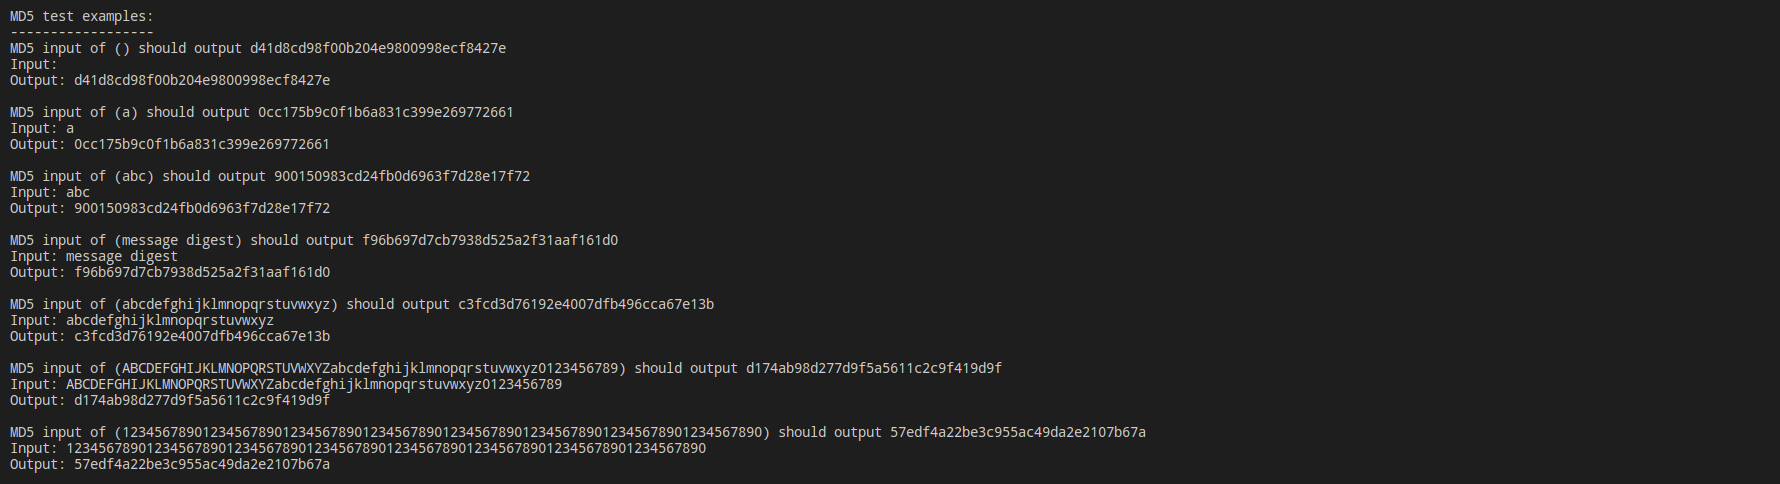 MD5 test examples:
------------------
MD5 input of () should output d41d8cd98f00b204e9800998ecf8427e
Input:
Output: d41d8cd98f00b204e9800998ecf8427e
MD5 input of (a) should output 0cc175b9c0f1b6a831c399e269772661
Input: a
Output: 0cc175b9c0f1b6a831c399e269772661
MD5 input of (abc) should output 900150983cd24fb0d6963f7d28e17f72
Input: abc
Output: 900150983cd24fb0d6963f7d28e17f72
MD5 input of (message digest) should output f96b697d7cb7938d525a2f31aaf161d0
Input: message digest
Output: f96b697d7cb7938d525a2f31aaf161d0
MD5 input of (abcdefghijklmnopqrstuvwxyz) should output c3fcd3d76192e4007dfb496cca67e13b
Input: abcdefghijklmnopqrstuvwxyz
Output: c3fcd3d76192e4007dfb496cca67e13b
MD5 input of (ABCDEFGHIJKLMNOPQRSTUVWXYZabcdefghijklmnopqrstuvwxyz0123456789) should output d174ab98d277d9f5a5611c2c9f419d9f
Input: ABCDEFGHIJKLMNOPQRSTUVWXYZabcdefghijklmnopqrstuvwxyz0123456789
Output: d174ab98d277d9f5a5611c2c9f419d9f
MD5 input of (12345678901234567890123456789012345678901234567890123456789012345678901234567890) should output 57edf4a22be3c955ac49da2e2107b67a
Input: 12345678901234567890123456789012345678901234567890123456789012345678901234567890
Output: 57edf4a22be3c955ac49da2e2107b67a